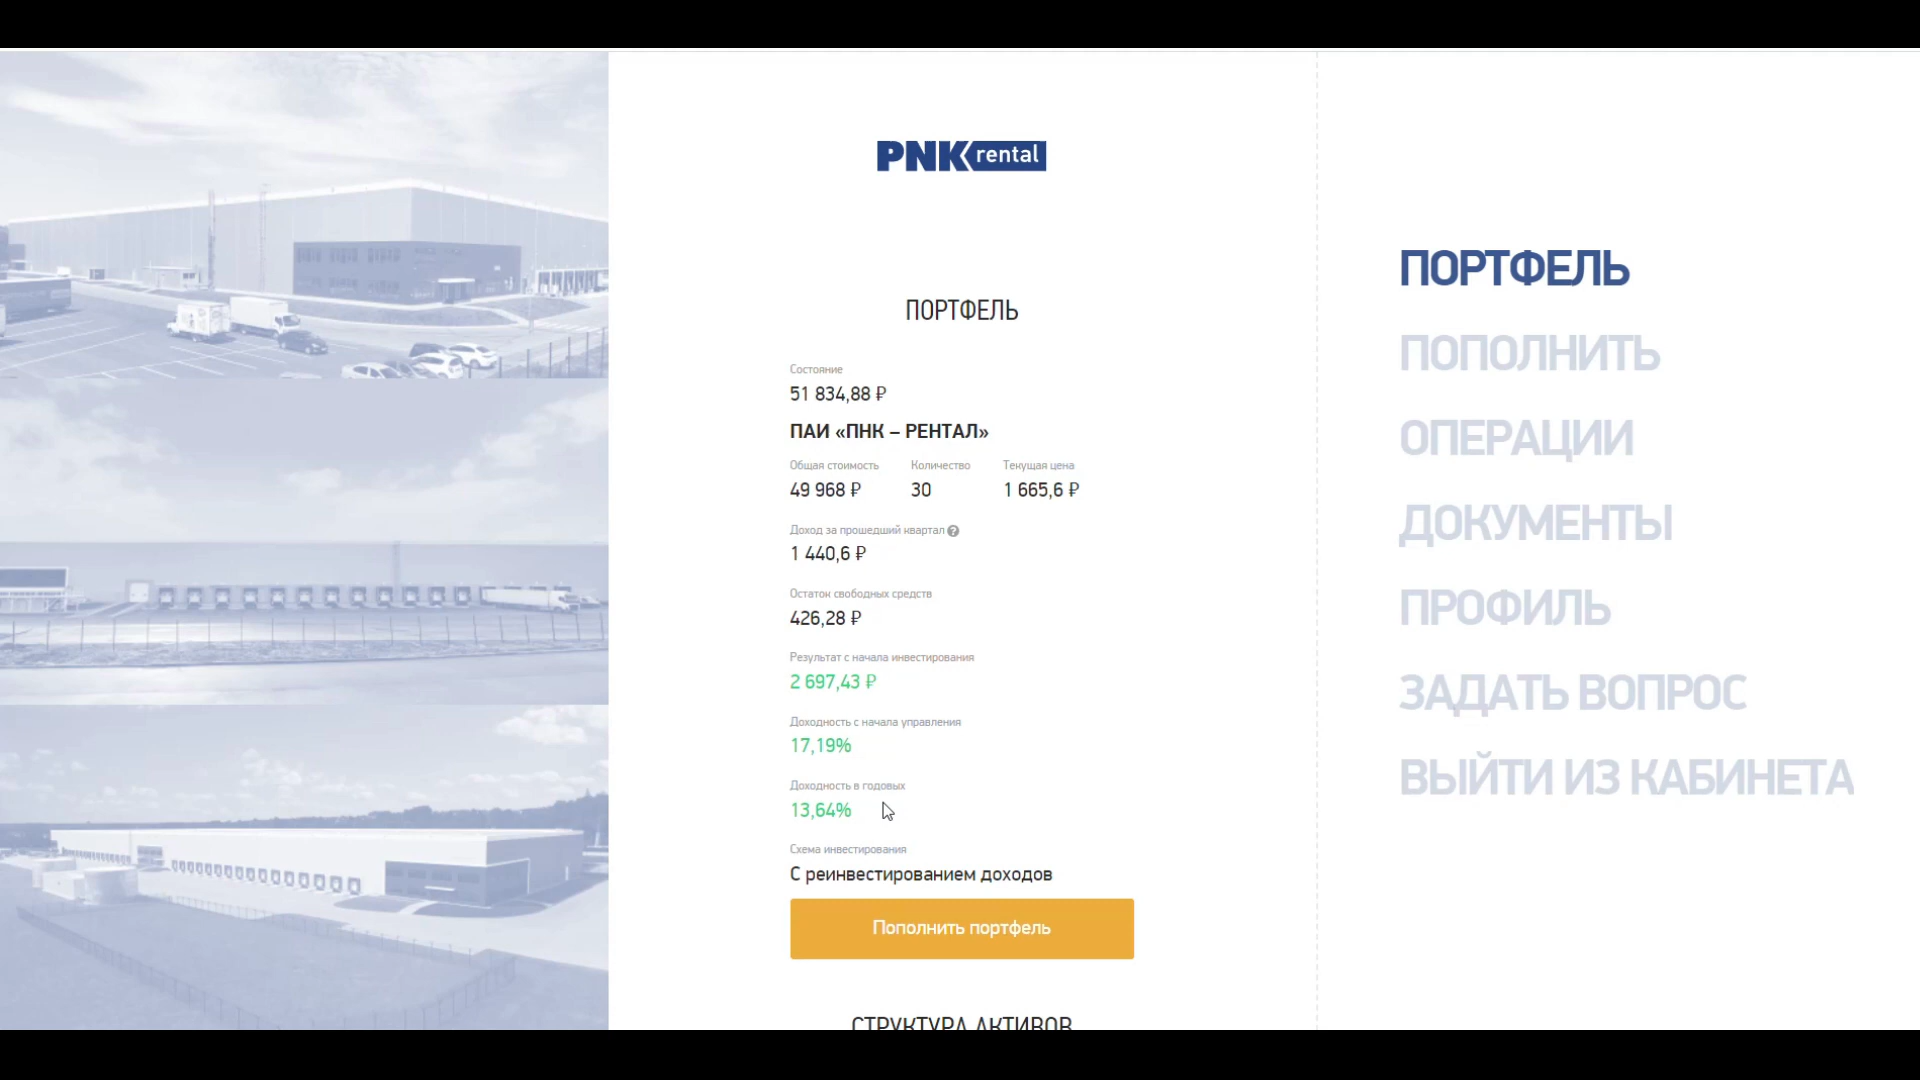 PNK rental
ПОРТФЕЛЬ
Состояние
51 834,88 ₽
ПАИ «ПНК – РЕНТАЛ»
Общая стоимость Количество Текущая цена
49 968 ₽ 30 1 665,6 ₽
Доход за прошедший квартал ?
1 440,6 ₽
Остаток свободных средств
426,28 ₽
Результат с начала инвестирования
2 697,43 ₽
Доходность с начала управления
17,19%
Доходность в годовых
13,64%
Схема инвестирования
С реинвестированием доходов
Пополнить портфель
СТРУКТУРА АКТИВОВ
ПОРТФЕЛЬ
ПОПОЛНИТЬ
ОПЕРАЦИИ
ДОКУМЕНТЫ
ПРОФИЛЬ
ЗАДАТЬ ВОПРОС
ВЫЙТИ ИЗ КАБИНЕТА